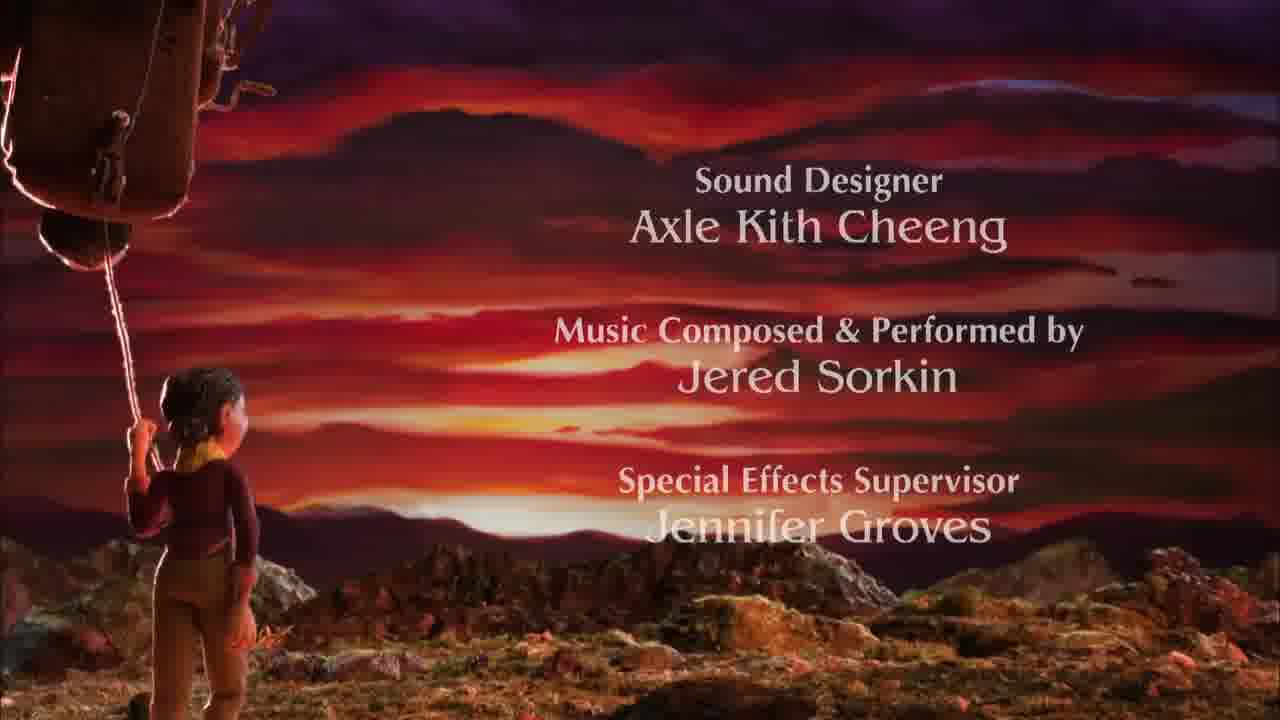 Sound Designer
Axle Kith Cheeng
Music Composed & Performed by
Jered Sorkin
Special Effects Supervisor
Jennifer Groves